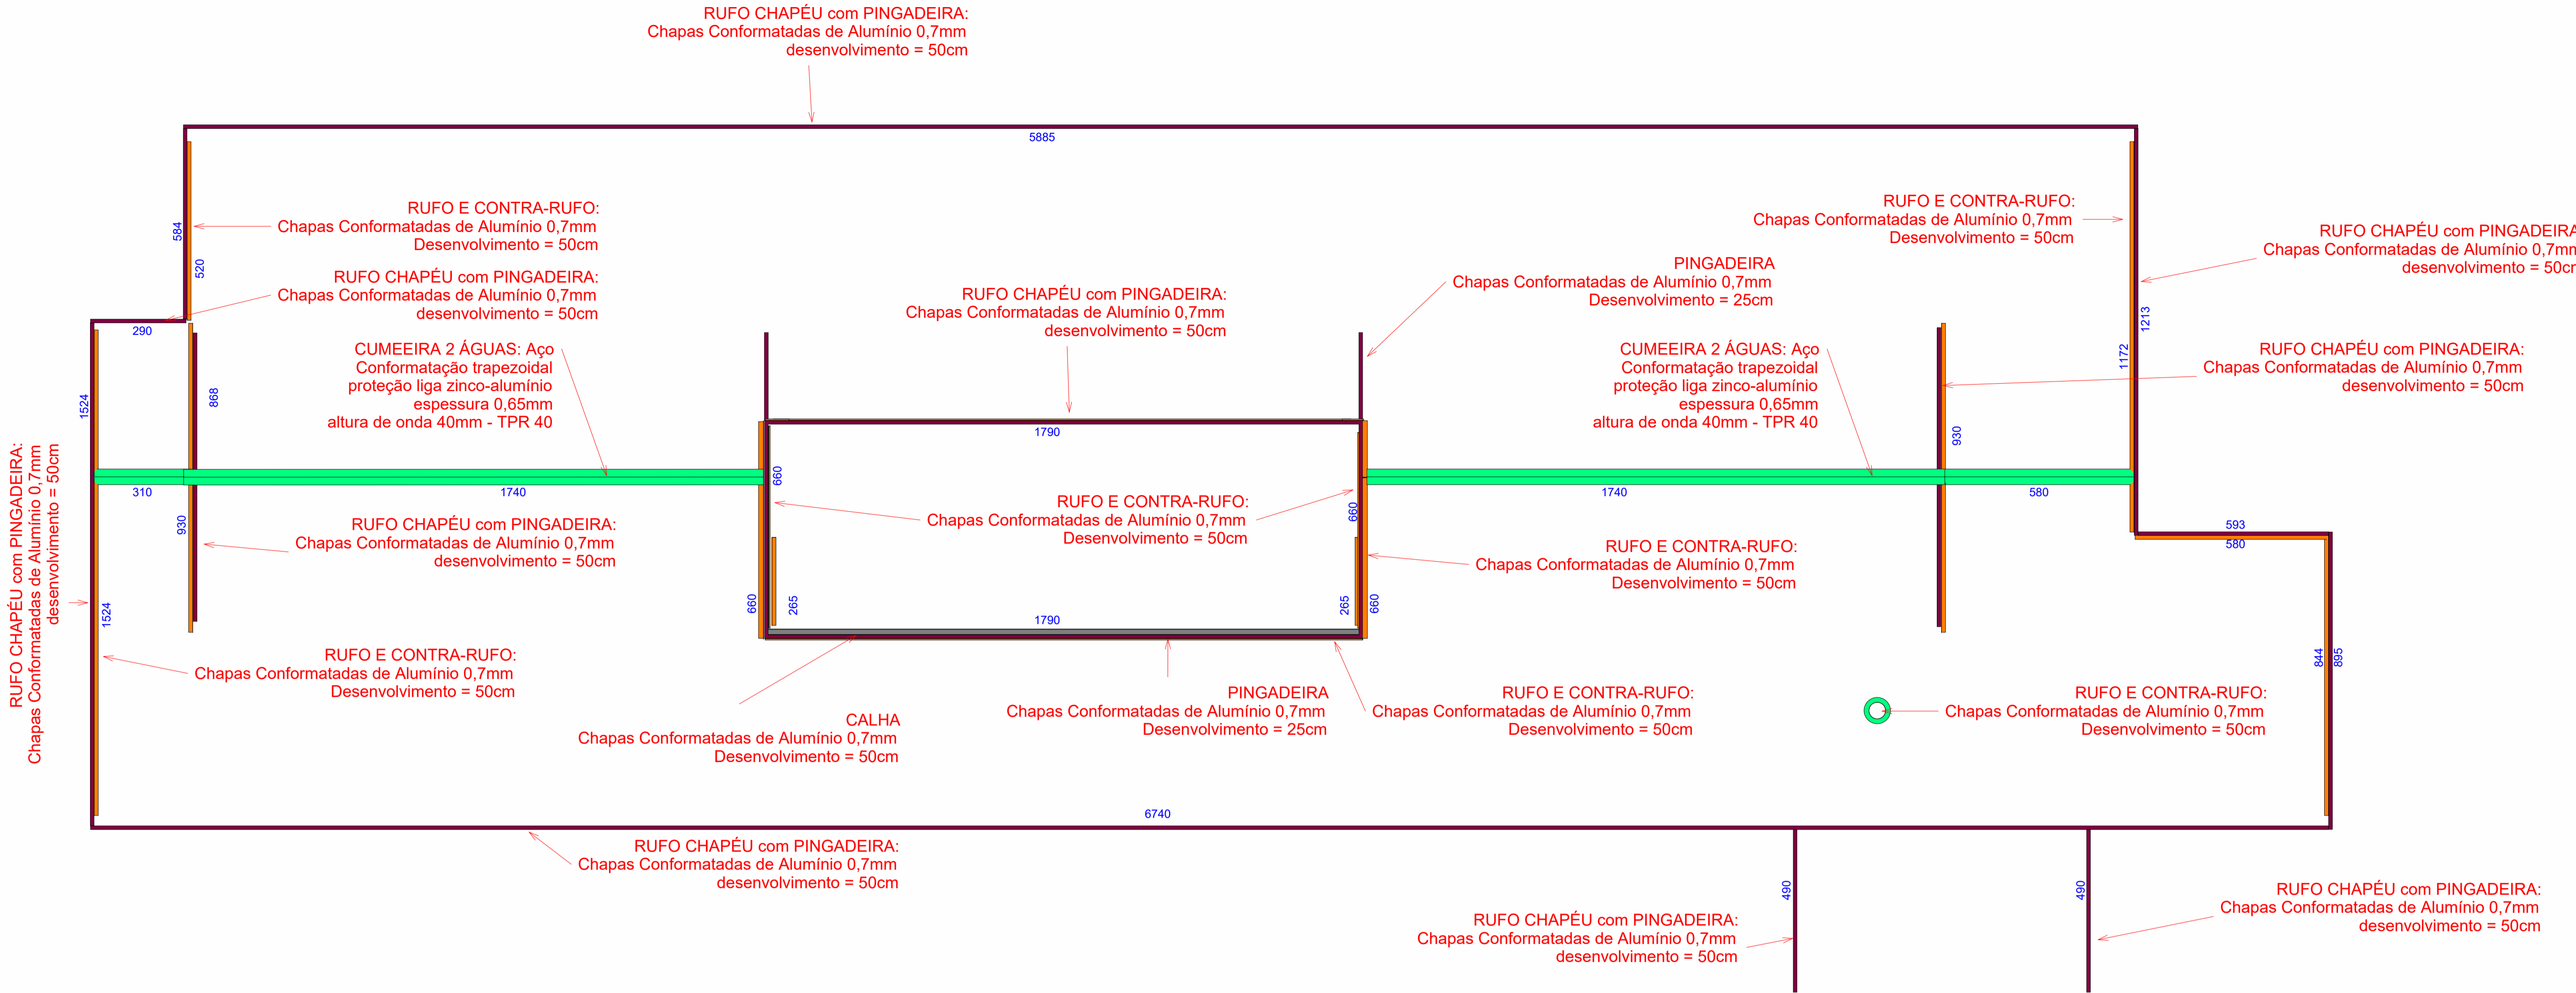 RUFO CHAPÉU com PINGADEIRA:
Chapas Conformatadas de Alumínio 0,7mm
desenvolvimento = 50cm
5885
RUFO E CONTRA-RUFO:
Chapas Conformatadas de Alumínio 0,7mm
Desenvolvimento = 50cm
584
520
RUFO CHAPÉU com PINGADEIRA:
Chapas Conformatadas de Alumínio 0,7mm
desenvolvimento = 50cm
290
CUMEEIRA 2 ÁGUAS: Aço
Conformatação trapezoidal
proteção liga zinco-alumínio
espessura 0,65mm
altura de onda 40mm - TPR 40
868
1524
RUFO CHAPÉU com PINGADEIRA:
Chapas Conformatadas de Alumínio 0,7mm
desenvolvimento = 50cm
310
1740
930
RUFO CHAPÉU com PINGADEIRA:
Chapas Conformatadas de Alumínio 0,7mm
desenvolvimento = 50cm
1524
RUFO E CONTRA-RUFO:
Chapas Conformatadas de Alumínio 0,7mm
Desenvolvimento = 50cm
RUFO CHAPÉU com PINGADEIRA:
Chapas Conformatadas de Alumínio 0,7mm
desenvolvimento = 50cm
PINGADEIRA
Chapas Conformatadas de Alumínio 0,7mm
Desenvolvimento = 25cm
1790
660
RUFO E CONTRA-RUFO:
Chapas Conformatadas de Alumínio 0,7mm
Desenvolvimento = 50cm
660
660
265
1790
265
660
CALHA
Chapas Conformatadas de Alumínio 0,7mm
Desenvolvimento = 50cm
PINGADEIRA
Chapas Conformatadas de Alumínio 0,7mm
Desenvolvimento = 25cm
RUFO E CONTRA-RUFO:
Chapas Conformatadas de Alumínio 0,7mm
Desenvolvimento = 50cm
RUFO E CONTRA-RUFO:
Chapas Conformatadas de Alumínio 0,7mm
Desenvolvimento = 50cm
RUFO E CONTRA-RUFO:
Chapas Conformatadas de Alumínio 0,7mm
Desenvolvimento = 50cm
RUFO CHAPÉU com PINGADEIRA
Chapas Conformatadas de Alumínio 0,7mm
desenvolvimento = 50cm
CUMEEIRA 2 ÁGUAS: Aço
Conformatação trapezoidal
proteção liga zinco-alumínio
espessura 0,65mm
altura de onda 40mm - TPR 40
1213
1172
RUFO CHAPÉU com PINGADEIRA:
Chapas Conformatadas de Alumínio 0,7mm
desenvolvimento = 50cm
930
1740
580
593
580
844
895
RUFO E CONTRA-RUFO:
Chapas Conformatadas de Alumínio 0,7mm
Desenvolvimento = 50cm
6740
RUFO CHAPÉU com PINGADEIRA:
Chapas Conformatadas de Alumínio 0,7mm
desenvolvimento = 50cm
490
490
RUFO CHAPÉU com PINGADEIRA:
Chapas Conformatadas de Alumínio 0,7mm
desenvolvimento = 50cm
RUFO CHAPÉU com PINGADEIRA:
Chapas Conformatadas de Alumínio 0,7mm
desenvolvimento = 50cm